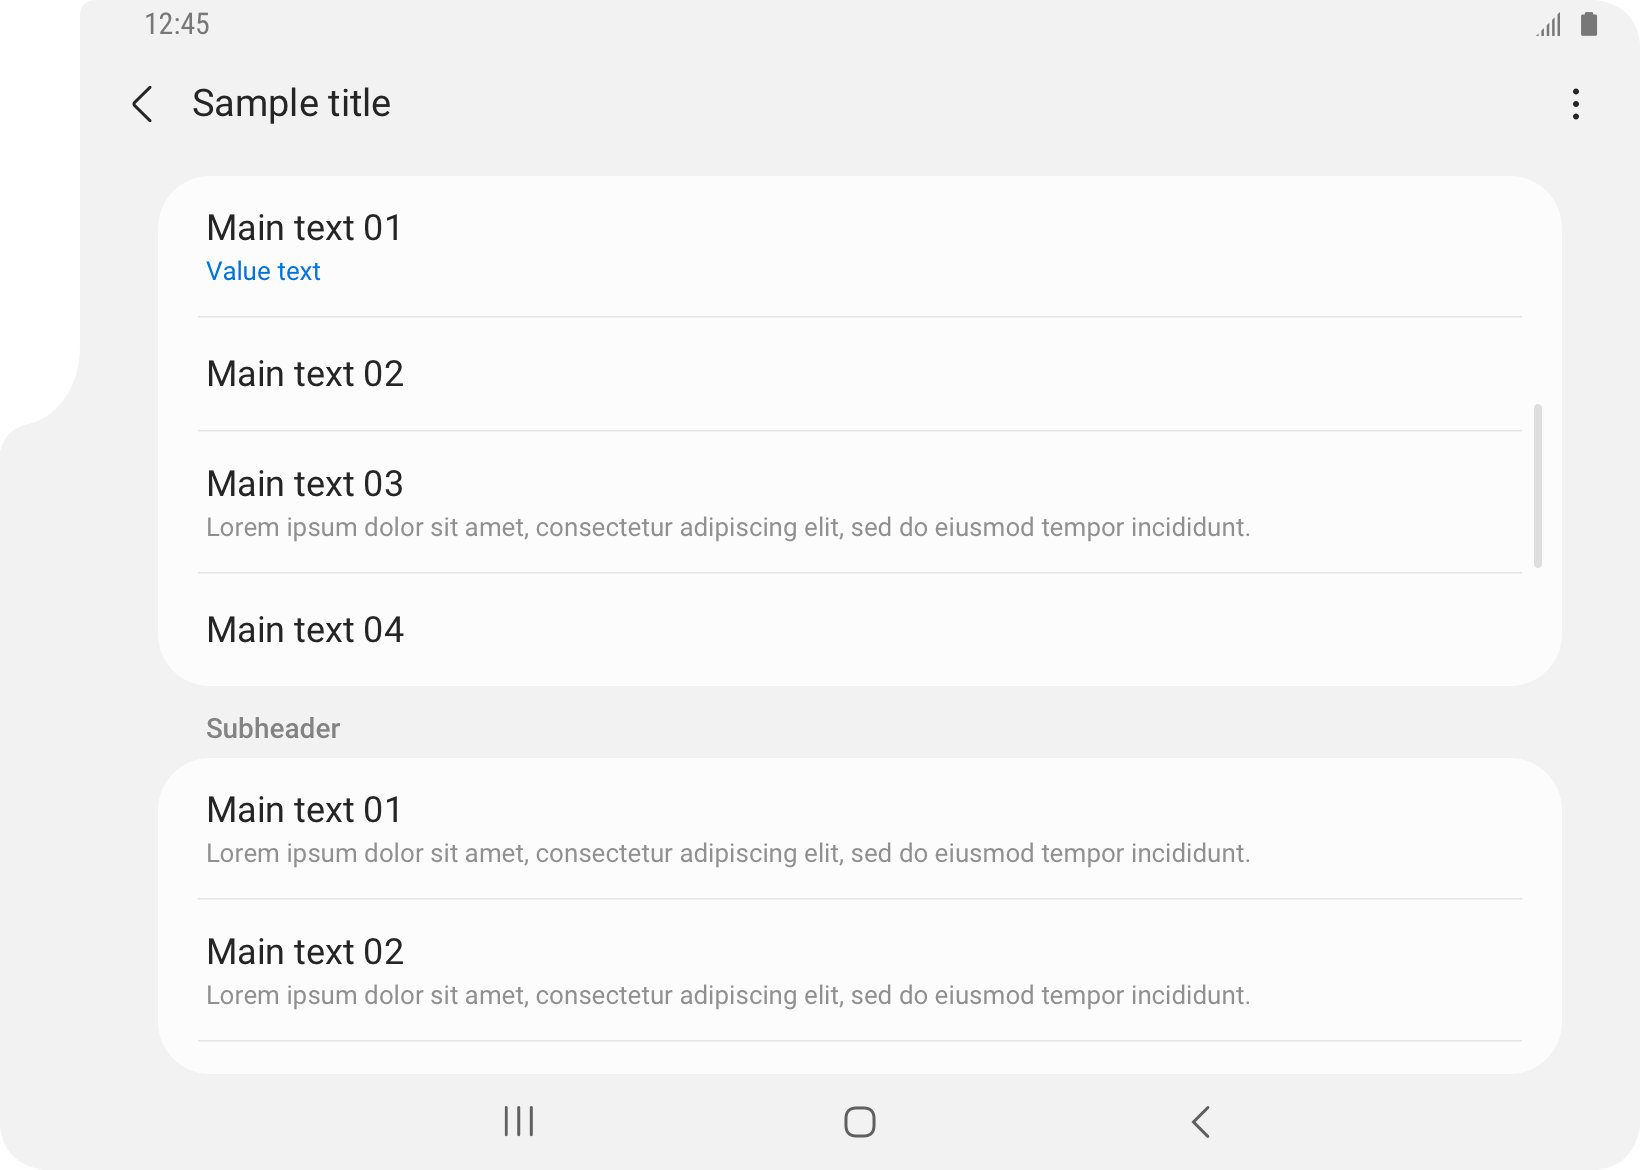 12:45
Sample title
Main text 01
Value text
Main text 02
Main text 03
Lorem ipsum dolor sit amet, consectetur adipiscing elit, sed do eiusmod tempor incididunt.
Main text 04
Subheader
Main text 01
Lorem ipsum dolor sit amet, consectetur adipiscing elit, sed do eiusmod tempor incididunt.
Main text 02
Lorem ipsum dolor sit amet, consectetur adipiscing elit, sed do eiusmod tempor incididunt.